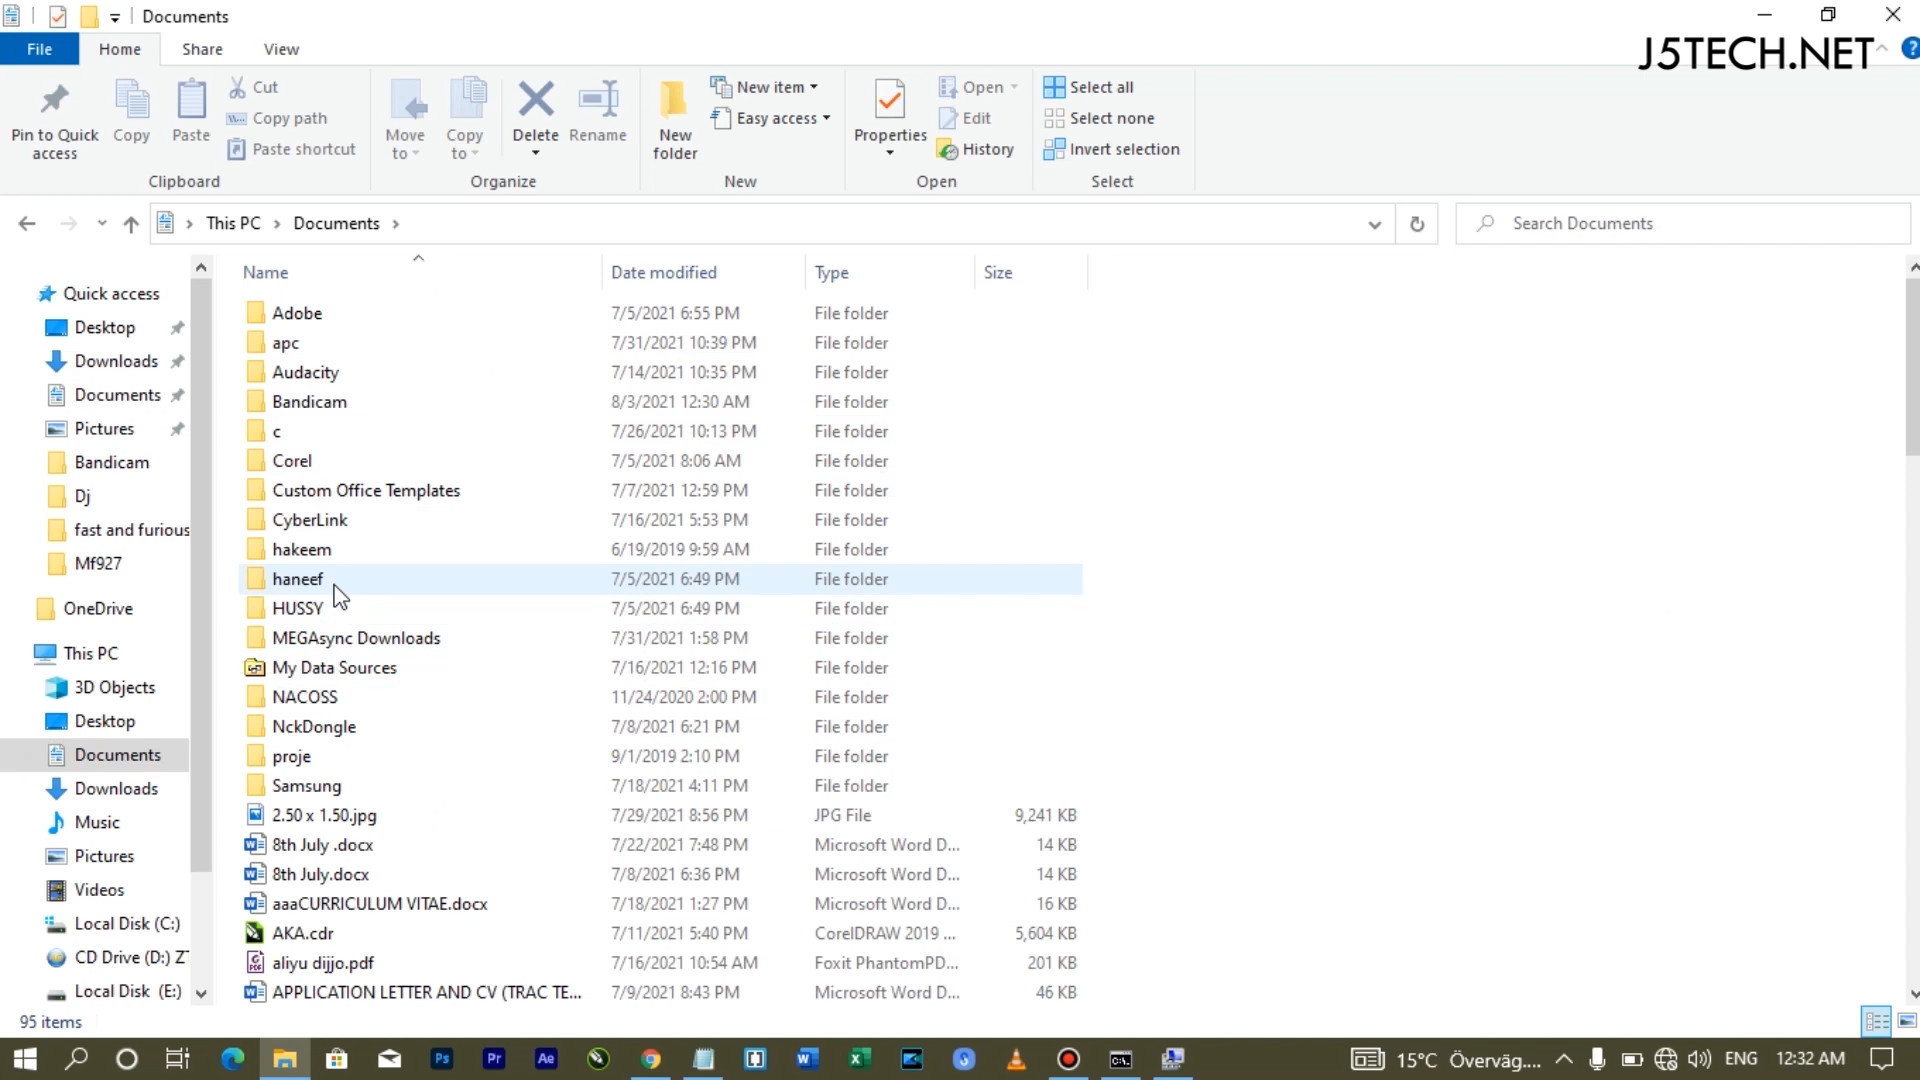 Documents
File Home Share View
J5TECH.NET
Pin to Quick access
Copy
Paste
Cut
Copy path
Paste shortcut
Clipboard
Move to
Copy to
Delete
Rename
Organize
New folder
New item
Easy access
New
Properties
Open
Edit
History
Open
Select all
Select none
Invert selection
Select
This PC > Documents >
Search Documents
Quick access
Desktop
Downloads
Documents
Pictures
Bandicam
Dj
fast and furious
Mf927
OneDrive
This PC
3D Objects
Desktop
Documents
Downloads
Music
Pictures
Videos
Local Disk (C:)
CD Drive (D:) ZT
Local Disk (E:)
Name Date modified Type Size
Adobe 7/5/2021 6:55 PM File folder
apc 7/31/2021 10:39 PM File folder
Audacity 7/14/2021 10:35 PM File folder
Bandicam 8/3/2021 12:30 AM File folder
c 7/26/2021 10:13 PM File folder
Corel 7/5/2021 8:06 AM File folder
Custom Office Templates 7/7/2021 12:59 PM File folder
CyberLink 7/16/2021 5:53 PM File folder
hakeem 6/19/2019 9:59 AM File folder
haneef 7/5/2021 6:49 PM File folder
HUSSY 7/5/2021 6:49 PM File folder
MEGAsync Downloads 7/31/2021 1:58 PM File folder
My Data Sources 7/16/2021 12:16 PM File folder
NACOSS 11/24/2020 2:00 PM File folder
NckDongle 7/8/2021 6:21 PM File folder
proje 9/1/2019 2:10 PM File folder
Samsung 7/18/2021 4:11 PM File folder
2.50 x 1.50.jpg 7/29/2021 8:56 PM JPG File 9,241 KB
8th July .docx 7/22/2021 7:48 PM Microsoft Word D... 14 KB
8th July.docx 7/8/2021 6:36 PM Microsoft Word D... 14 KB
aaaCURRICULUM VITAE.docx 7/18/2021 1:27 PM Microsoft Word D... 16 KB
AKA.cdr 7/11/2021 5:40 PM CorelDRAW 2019 ... 5,604 KB
aliyu dijjo.pdf 7/16/2021 10:54 AM Foxit PhantomPD... 201 KB
APPLICATION LETTER AND CV (TRAC TE... 7/9/2021 8:43 PM Microsoft Word D... 46 KB
95 items
15°C Överväg.... ENG 12:32 AM